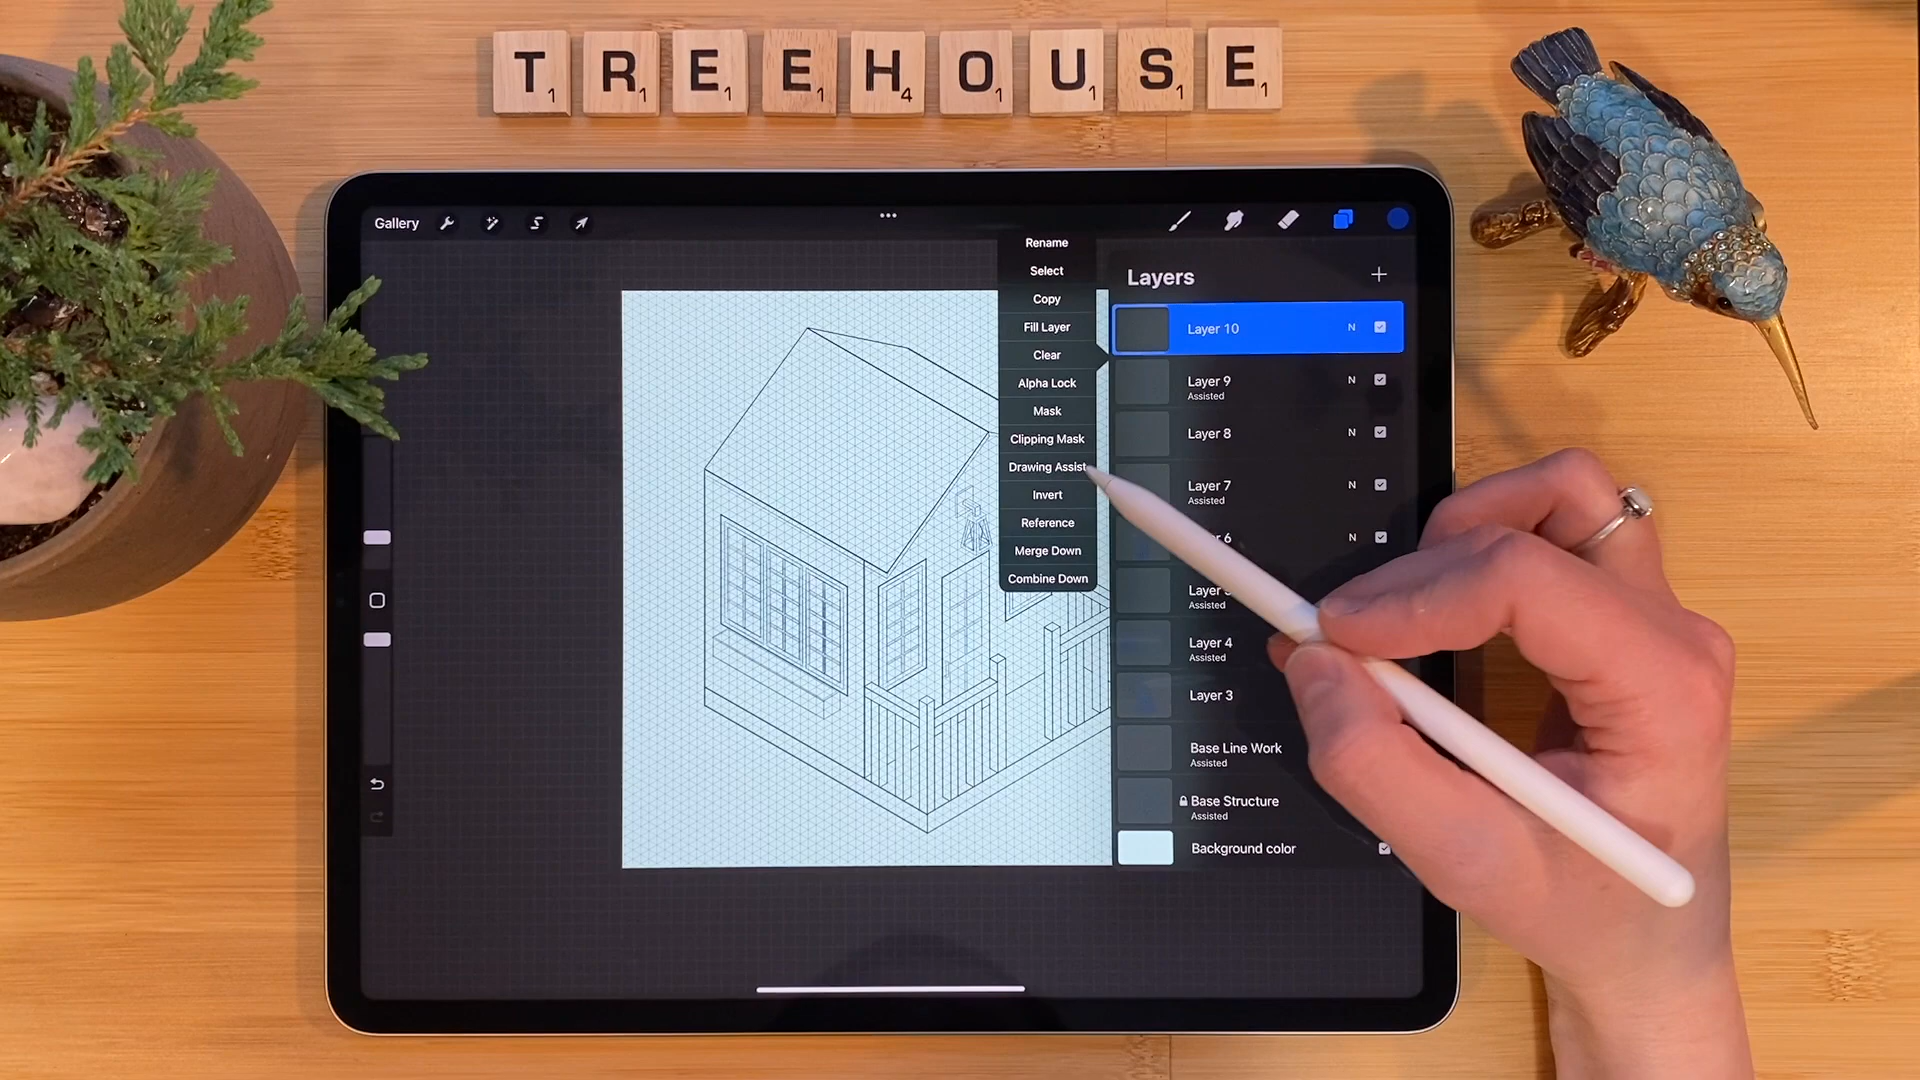 T1 R1 E1 E1 H4 O1 U1 S1 E1
Gallery
Rename
Select
Copy
Fill Layer
Clear
Alpha Lock
Mask
Clipping Mask
Drawing Assist
Invert
Reference
Merge Down
Combine Down
Layers
Layer 10 N
Layer 9 N
Assisted
Layer 8 N
Layer 7 N
Assisted
6 N
Laye
Assisted
Layer 4
Assisted
Layer 3
Base Line Work
Assisted
Base Structure
Assisted
Background color